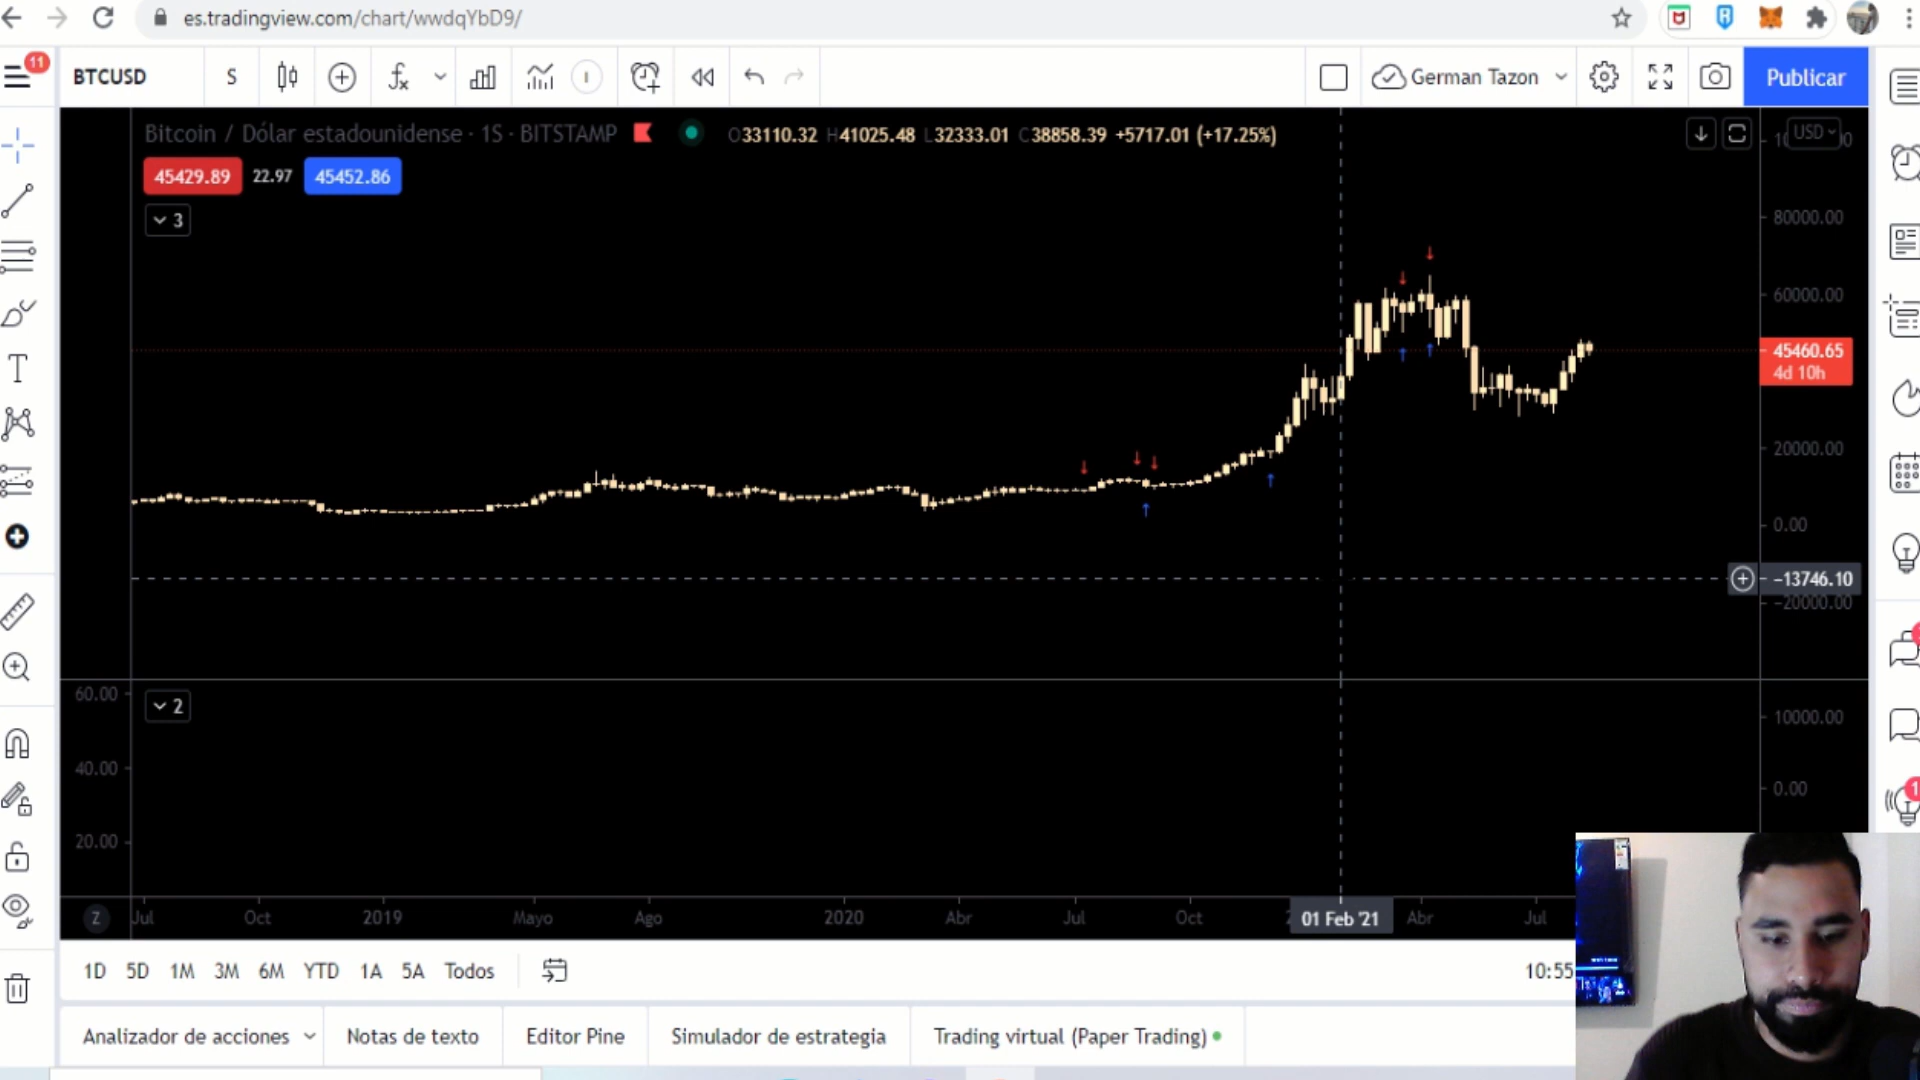 es.tradingview.com/chart/wwdqYbD9/
11
BTCUSD
S
German Tazon
Publicar
Bitcoin / Dólar estadounidense · 1S · BITSTAMP
O33110.32 H41025.48 L32333.01 C38858.39 +5717.01 (+17.25%)
USD
45429.89 22.97 45452.86
3
80000.00
60000.00
45460.65
4d 10h
20000.00
0.00
−13746.10
−20000.00
60.00
2
10000.00
40.00
0.00
20.00
Z
Jul Oct 2019 Mayo Ago 2020 Abr Jul Oct 01 Feb '21 Abr Jul
1D 5D 1M 3M 6M YTD 1A 5A Todos
10:55
Analizador de acciones Notas de texto Editor Pine Simulador de estrategia Trading virtual (Paper Trading)